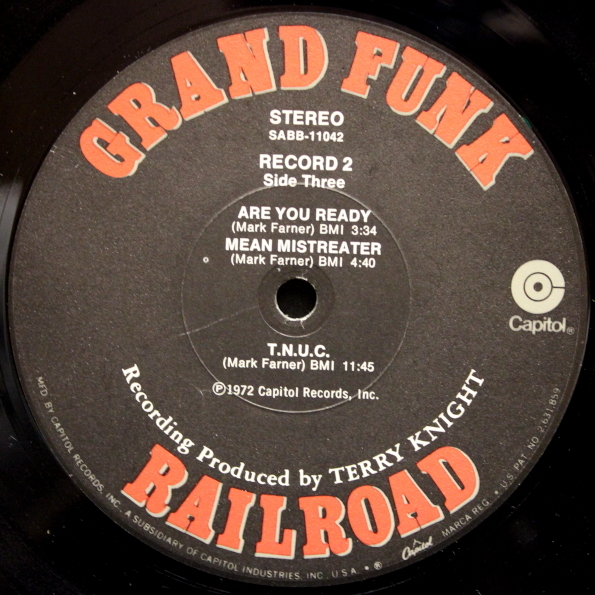 GRAND FUNK
STEREO
SABB-11042
RECORD 2
Side Three
ARE YOU READY
(Mark Farner) BMI 3:34
MEAN MISTREATER
(Mark Farner) BMI 4:40
Capitol®
T.N.U.C.
(Mark Farner) BMI 11:45
Ⓟ1972 Capitol Records, Inc.
Recording Produced by TERRY KNIGHT
RAILROAD
MFD. BY CAPITOL RECORDS, INC. A SUBSIDIARY OF CAPITOL INDUSTRIES, INC., U.S.A. • ® Capitol MARCA REG. • U.S. PAT. NO. 2,631,859